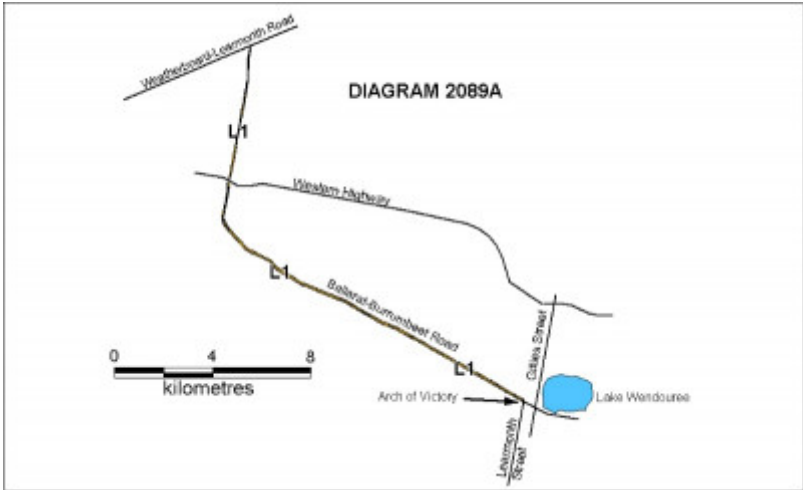 Weatherboard-Learmonth Road
DIAGRAM 2089A
L1
Western Highway
L1
Ballarat-Burrumbeet Road
Gillies Street
0 4 8
kilometres
L1
Arch of Victory
Lake Wendouree
Learmonth
Street